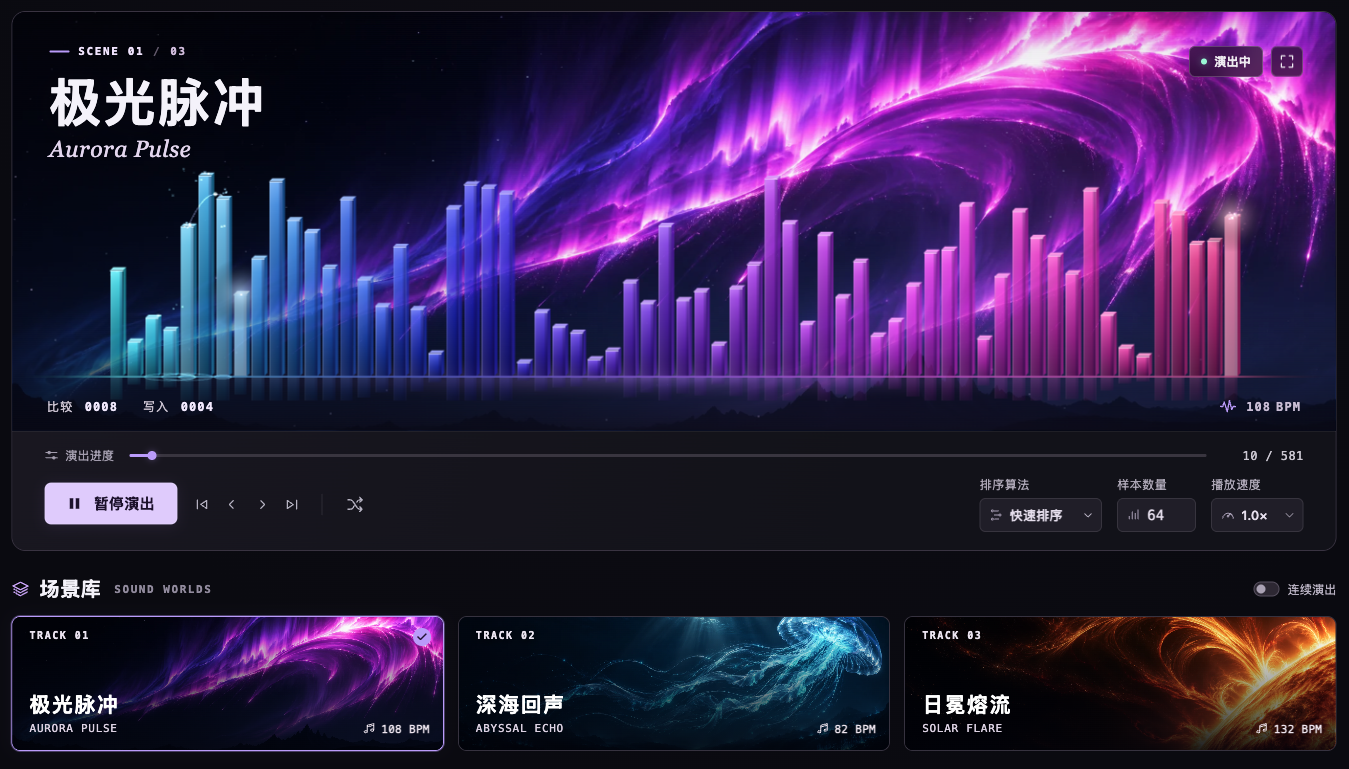 SCENE 01 / 03
演出中
极光脉冲
Aurora Pulse
比较 0008 写入 0004
108 BPM
演出进度
10 / 581
暂停演出
排序算法
快速排序
样本数量
64
播放速度
1.0×
场景库 SOUND WORLDS
连续演出
TRACK 01
极光脉冲
AURORA PULSE
108 BPM
TRACK 02
深海回声
ABYSSAL ECHO
82 BPM
TRACK 03
日冕熔流
SOLAR FLARE
132 BPM